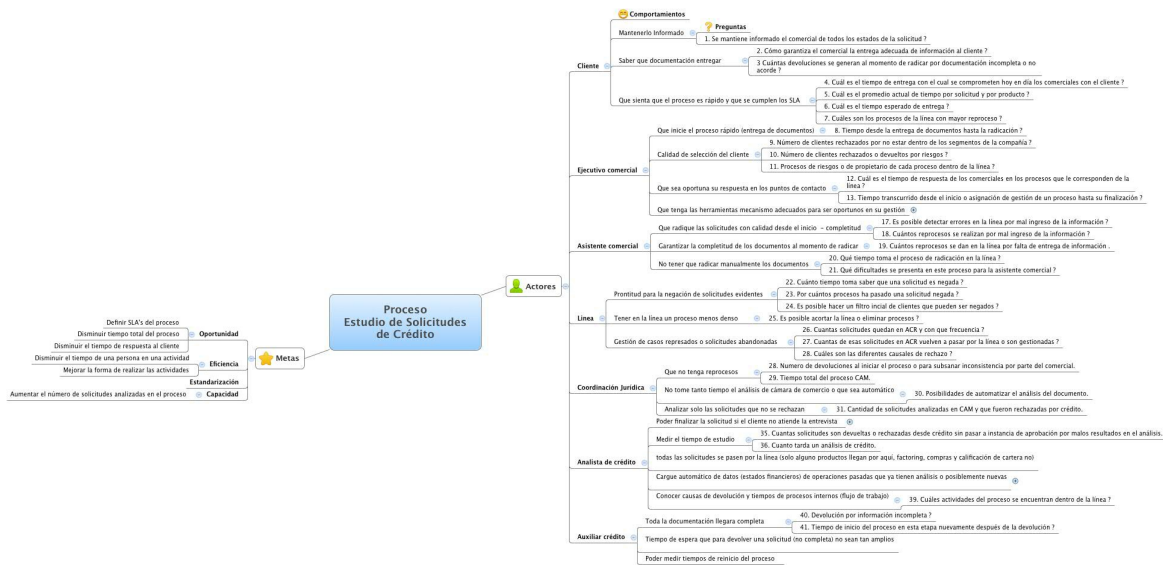 Proceso
Estudio de Solicitudes
de Crédito
Metas
Oportunidad
Definir SLA's del proceso
Disminuir tiempo total del proceso
Disminuir el tiempo de respuesta al cliente
Eficiencia
Disminuir el tiempo de una persona en una actividad
Mejorar la forma de realizar las actividades
Estandarización
Capacidad
Aumentar el número de solicitudes analizadas en el proceso
Actores
Cliente
Comportamientos
Mantenerlo Informado
Preguntas
1. Se mantiene informado el comercial de todos los estados de la solicitud ?
Saber que documentación entregar
2. Cómo garantiza el comercial la entrega adecuada de información al cliente ?
3 Cuántas devoluciones se generan al momento de radicar por documentación incompleta o no
acorde ?
Que sienta que el proceso es rápido y que se cumplen los SLA
4. Cuál es el tiempo de entrega con el cual se comprometen hoy en día los comerciales con el cliente ?
5. Cuál es el promedio actual de tiempo por solicitud y por producto ?
6. Cuál es el tiempo esperado de entrega ?
7. Cuáles son los procesos de la línea con mayor reproceso ?
Ejecutivo comercial
Que inicie el proceso rápido (entrega de documentos)
8. Tiempo desde la entrega de documentos hasta la radicación ?
Calidad de selección del cliente
9. Número de clientes rechazados por no estar dentro de los segmentos de la compañía ?
10. Número de clientes rechazados o devueltos por riesgos ?
11. Procesos de riesgos o de propietario de cada proceso dentro de la línea ?
Que sea oportuna su respuesta en los puntos de contacto
12. Cuál es el tiempo de respuesta de los comerciales en los procesos que le corresponden de la
línea ?
13. Tiempo transcurrido desde el inicio o asignación de gestión de un proceso hasta su finalización ?
Que tenga las herramientas mecanismo adecuados para ser oportunos en su gestión
Asistente comercial
Que radique las solicitudes con calidad desde el inicio - completitud
17. Es posible detectar errores en la línea por mal ingreso de la información ?
18. Cuántos reprocesos se realizan por mal ingreso de la información ?
Garantizar la completitud de los documentos al momento de radicar
19. Cuántos reprocesos se dan en la línea por falta de entrega de información .
No tener que radicar manualmente los documentos
20. Qué tiempo toma el proceso de radicación en la línea ?
21. Qué dificultades se presenta en este proceso para la asistente comercial ?
Línea
Prontitud para la negación de solicitudes evidentes
22. Cuánto tiempo toma saber que una solicitud es negada ?
23. Por cuántos procesos ha pasado una solicitud negada ?
24. Es posible hacer un filtro incial de clientes que pueden ser negados ?
Tener en la línea un proceso menos denso
25. Es posible acortar la línea o eliminar procesos ?
Gestión de casos represados o solicitudes abandonadas
26. Cuantas solicitudes quedan en ACR y con que frecuencia ?
27. Cuantas de esas solicitudes en ACR vuelven a pasar por la línea o son gestionadas ?
28. Cuáles son las diferentes causales de rechazo ?
Coordinación Jurídica
Que no tenga reprocesos
28. Numero de devoluciones al iniciar el proceso o para subsanar inconsistencia por parte del comercial.
29. Tiempo total del proceso CAM.
No tome tanto tiempo el análisis de cámara de comercio o que sea automático
30. Posibilidades de automatizar el análisis del documento.
Analizar solo las solicitudes que no se rechazan
31. Cantidad de solicitudes analizadas en CAM y que fueron rechazadas por crédito.
Analista de crédito
Poder finalizar la solicitud si el cliente no atiende la entrevista
Medir el tiempo de estudio
35. Cuantas solicitudes son devueltas o rechazadas desde crédito sin pasar a instancia de aprobación por malos resultados en el análisis.
36. Cuanto tarda un análisis de crédito.
todas las solicitudes se pasen por la línea (solo alguno productos llegan por aquí, factoring, compras y calificación de cartera no)
Cargue automático de datos (estados financieros) de operaciones pasadas que ya tienen análisis o posiblemente nuevas
Conocer causas de devolución y tiempos de procesos internos (flujo de trabajo)
39. Cuáles actividades del proceso se encuentran dentro de la línea ?
Auxiliar crédito
Toda la documentación llegara completa
40. Devolución por información incompleta ?
41. Tiempo de inicio del proceso en esta etapa nuevamente después de la devolución ?
Tiempo de espera que para devolver una solicitud (no completa) no sean tan amplios
Poder medir tiempos de reinicio del proceso